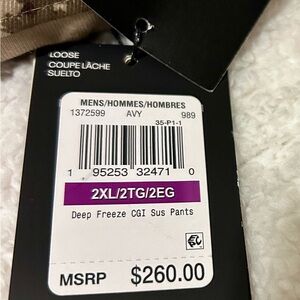 LOOSE
COUPE LÂCHE
SUELTO
MENS/HOMMES/HOMBRES
1372599 AVY 989
35-P1-1
1 95253 32471 0
2XL/2TG/2EG
Deep Freeze CGI Sus Pants
MSRP $260.00